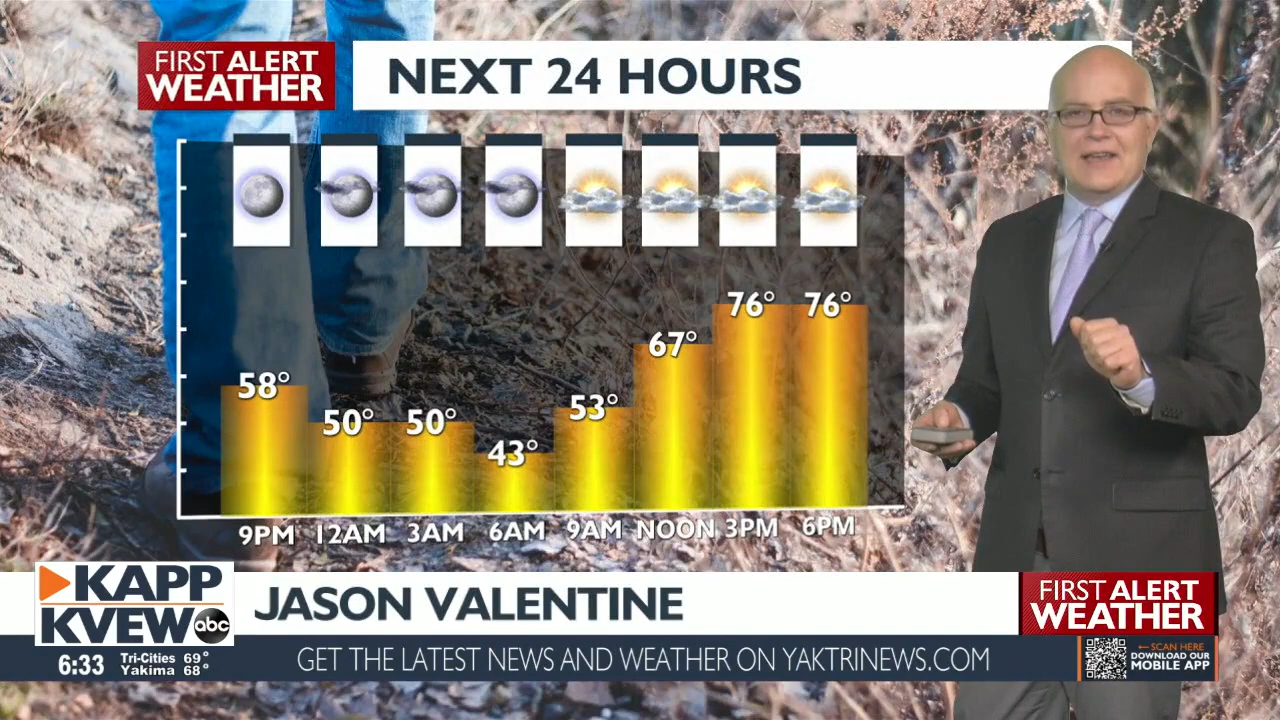 FIRST ALERT
WEATHER
NEXT 24 HOURS
58° 50° 50° 43° 53° 67° 76° 76°
9PM 12AM 3AM 6AM 9AM NOON 3PM 6PM
KAPP
KVEW abc
JASON VALENTINE
FIRST ALERT
WEATHER
6:33
Tri-Cities 69°
Yakima 68°
GET THE LATEST NEWS AND WEATHER ON YAKTRINEWS.COM
SCAN HERE
DOWNLOAD OUR
MOBILE APP